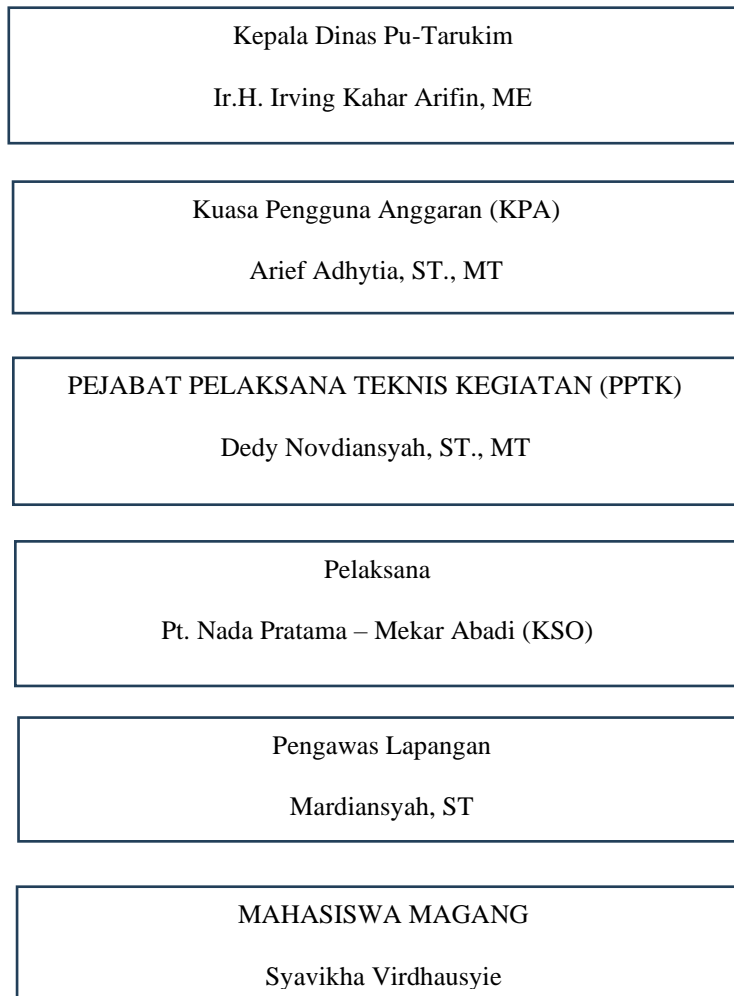 Kepala Dinas Pu-Tarukim
Ir.H. Irving Kahar Arifin, ME
Kuasa Pengguna Anggaran (KPA)
Arief Adhytia, ST., MT
PEJABAT PELAKSANA TEKNIS KEGIATAN (PPTK)
Dedy Novdiansyah, ST., MT
Pelaksana
Pt. Nada Pratama – Mekar Abadi (KSO)
Pengawas Lapangan
Mardiansyah, ST
MAHASISWA MAGANG
Syavikha Virdhausyie